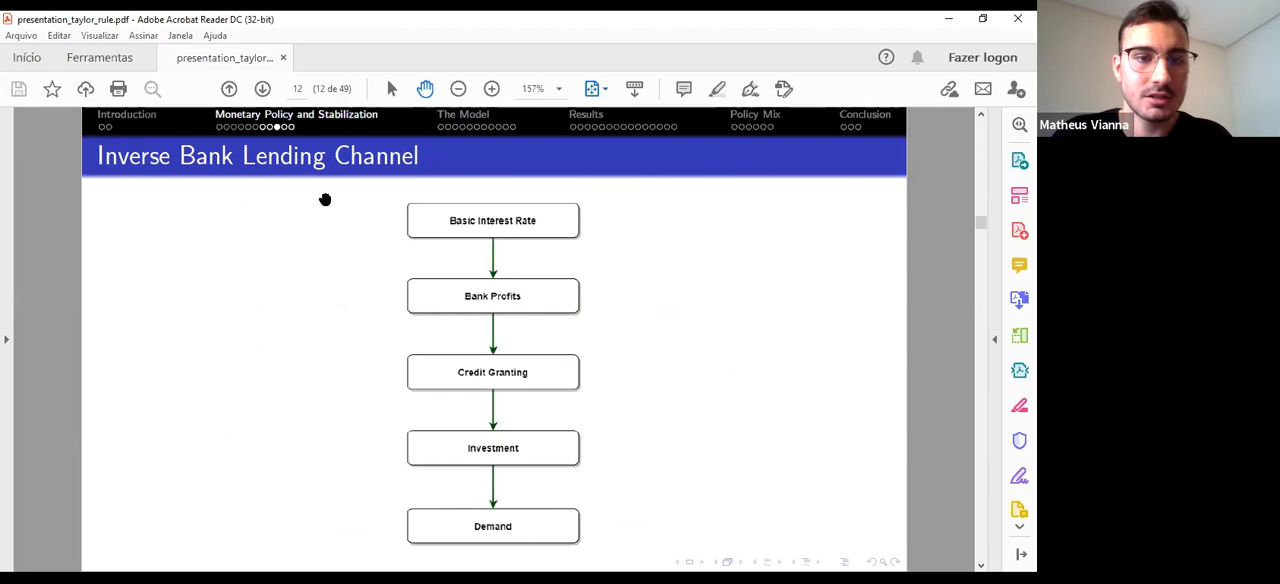 presentation_taylor_rule.pdf - Adobe Acrobat Reader DC (32-bit)
Arquivo Editar Visualizar Assinar Janela Ajuda
Início Ferramentas presentation_taylor... × Fazer logon
12 (12 de 49) 157%
Introduction Monetary Policy and Stabilization The Model Results Policy Mix Conclusion
Inverse Bank Lending Channel
Basic Interest Rate
Bank Profits
Credit Granting
Investment
Demand
Matheus Vianna